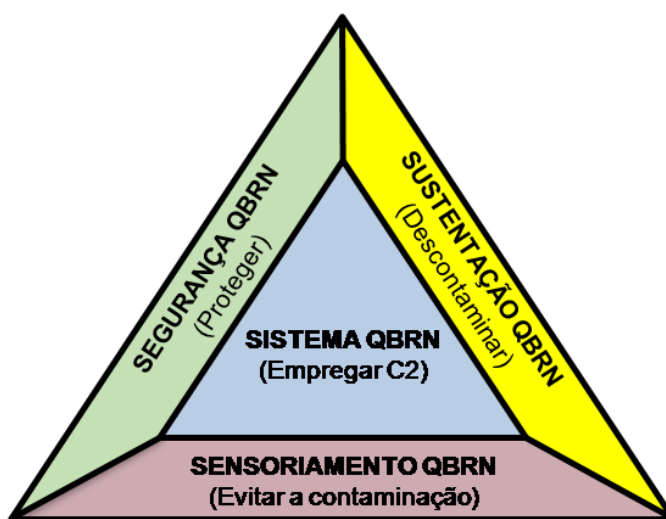 SEGURANÇA QBRN
(Proteger)
SUSTENTAÇÃO QBRN
(Descontaminar)
SISTEMA QBRN
(Empregar C2)
SENSORIAMENTO QBRN
(Evitar a contaminação)